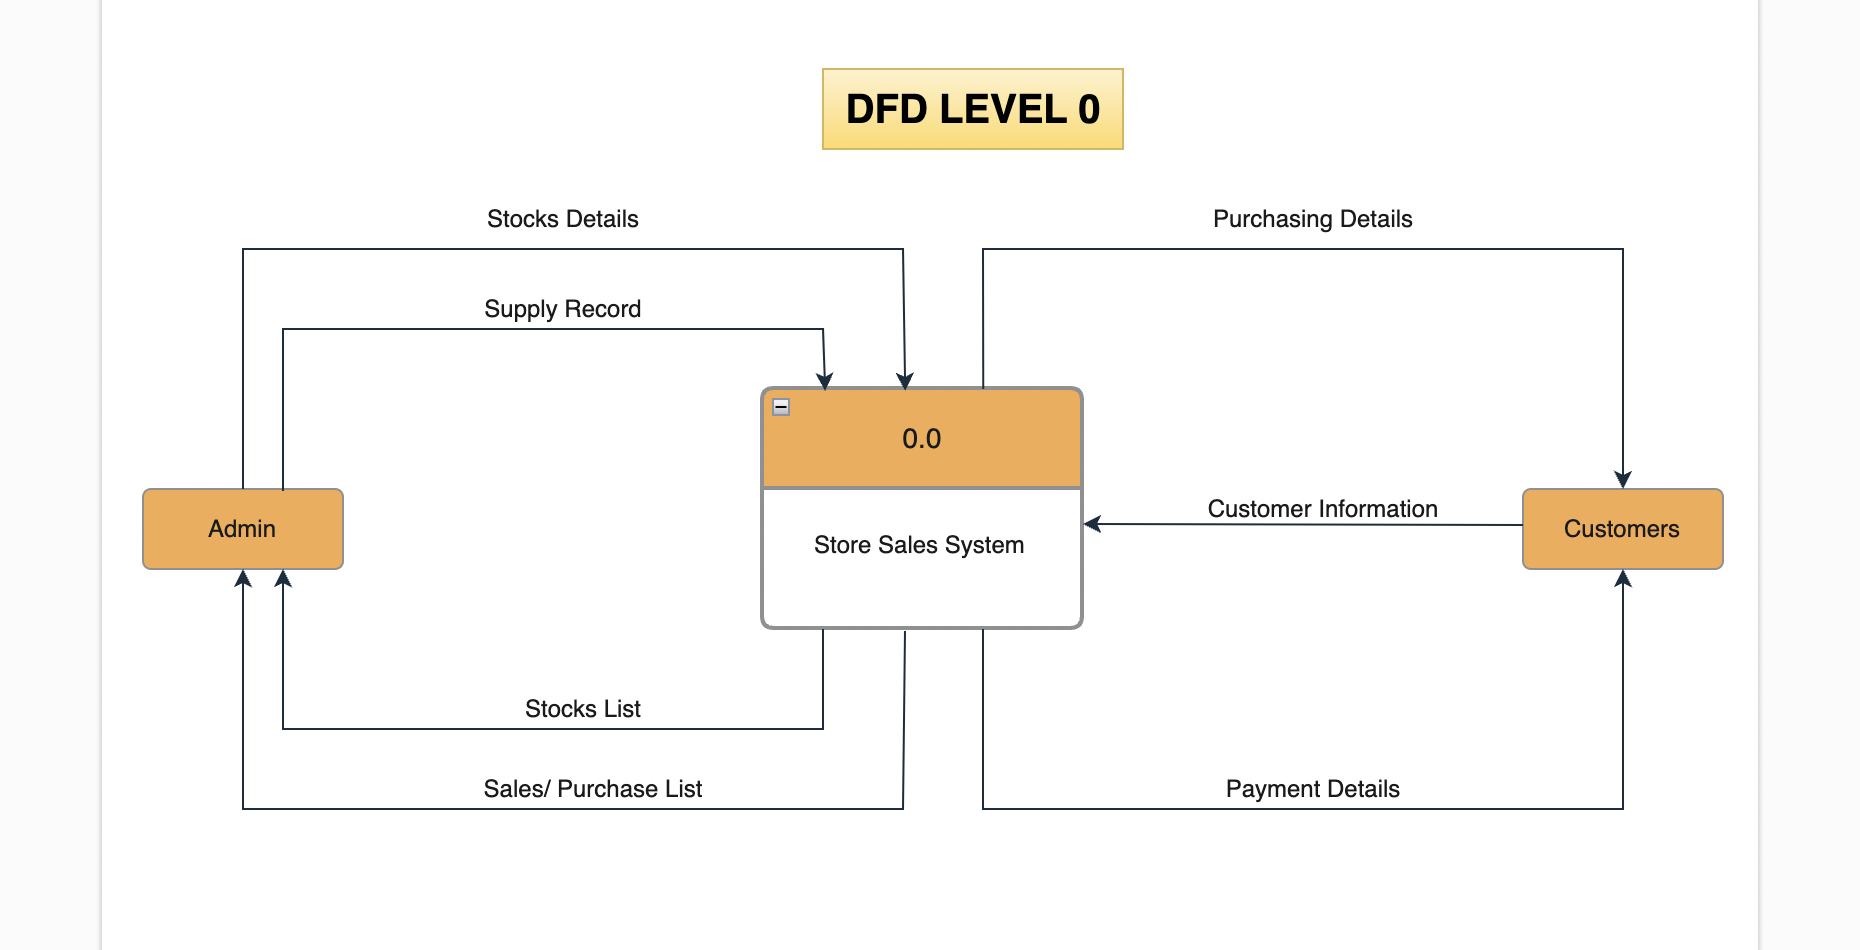 DFD LEVEL 0
Stocks Details
Purchasing Details
Supply Record
0.0
Customer Information
Admin
Store Sales System
Customers
Stocks List
Sales/ Purchase List
Payment Details